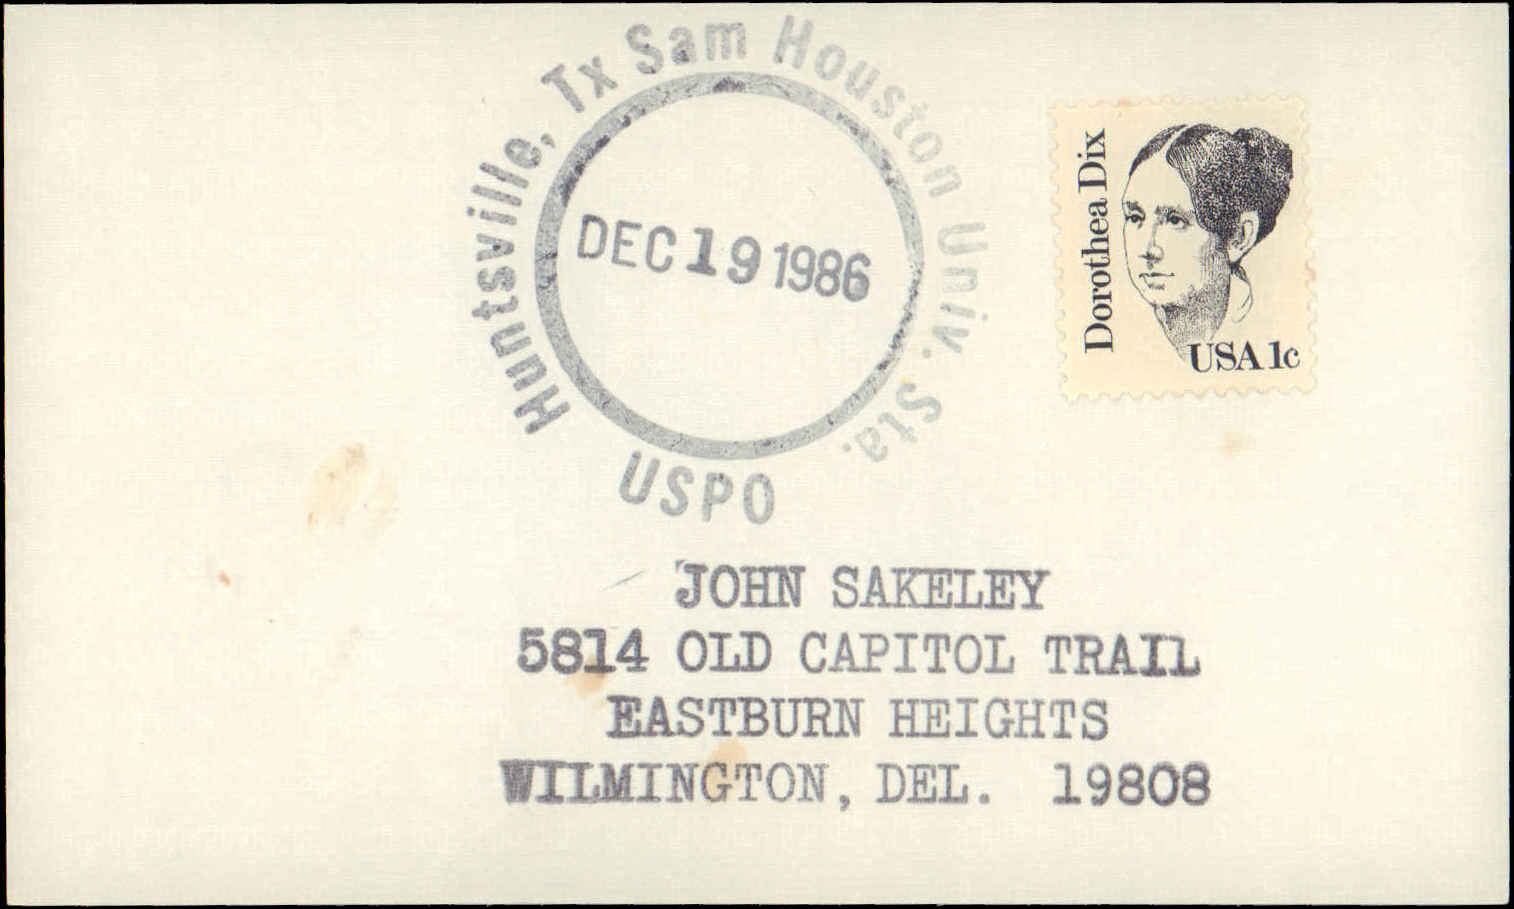 Huntsville, Tx Sam Houston Univ. Sta.
DEC 19 1986
USPO
Dorothea Dix
USA 1c
JOHN SAKELEY
5814 OLD CAPITOL TRAIL
EASTBURN HEIGHTS
WILMINGTON, DEL. 19808